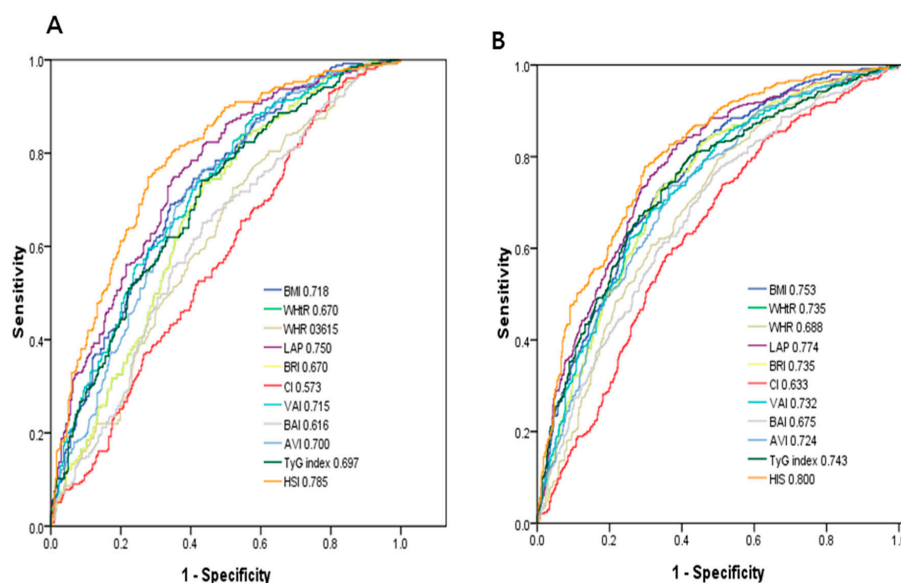 A
1.0
0.8
0.6
0.4
0.2
0.0
Sensitivity
BMI 0.718
WHtR 0.670
WHR 03615
LAP 0.750
BRI 0.670
CI 0.573
VAI 0.715
BAI 0.616
AVI 0.700
TyG index 0.697
HSI 0.785
0.0 0.2 0.4 0.6 0.8 1.0
1 - Specificity
B
1.0
0.8
0.6
0.4
0.2
0.0
Sensitivity
BMI 0.753
WHtR 0.735
WHR 0.688
LAP 0.774
BRI 0.735
CI 0.633
VAI 0.732
BAI 0.675
AVI 0.724
TyG index 0.743
HIS 0.800
0.0 0.2 0.4 0.6 0.8 1.0
1 - Specificity